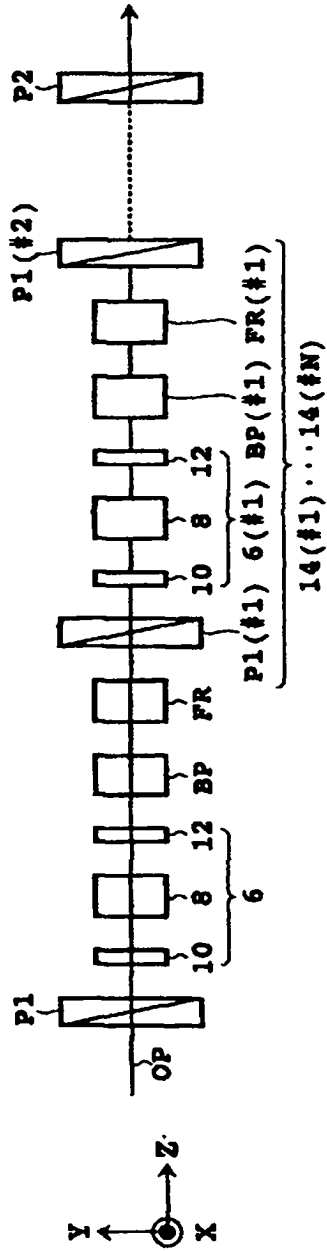 P1 P1(#2) P2
OP
10 8 12 BP FR P1(#1) 10 8 12 BP(#1) FR(#1)
6 6(#1)
14(#1)···14(#N)
Y
Z
X